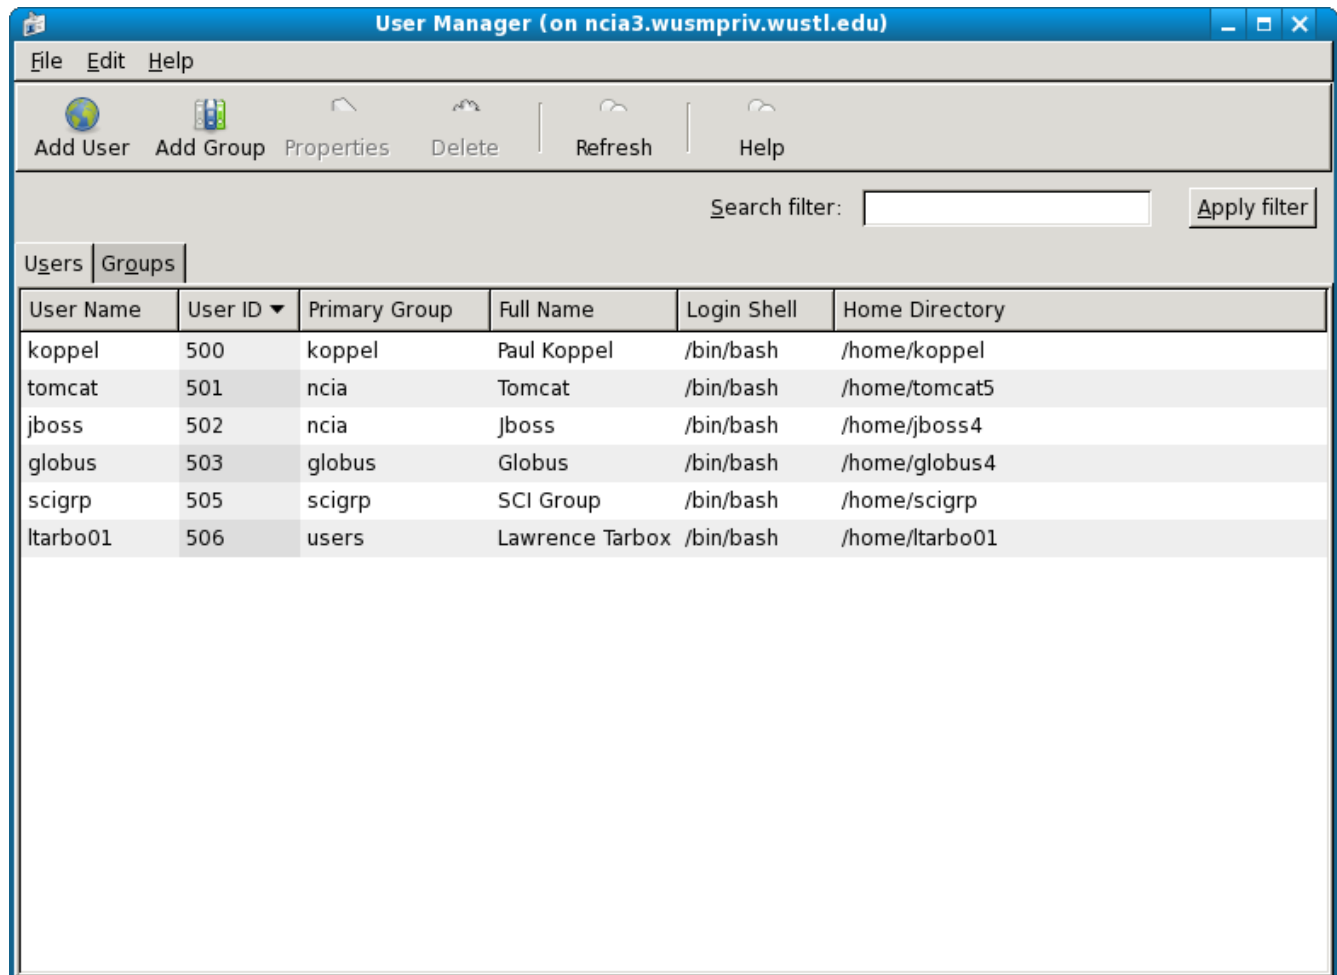 User Manager (on ncia3.wusmpriv.wustl.edu)
File Edit Help
Add User Add Group Properties Delete Refresh Help
Search filter: Apply filter
Users Groups
User Name User ID Primary Group Full Name Login Shell Home Directory
koppel 500 koppel Paul Koppel /bin/bash /home/koppel
tomcat 501 ncia Tomcat /bin/bash /home/tomcat5
jboss 502 ncia Jboss /bin/bash /home/jboss4
globus 503 globus Globus /bin/bash /home/globus4
scigrp 505 scigrp SCI Group /bin/bash /home/scigrp
ltarbo01 506 users Lawrence Tarbox /bin/bash /home/ltarbo01